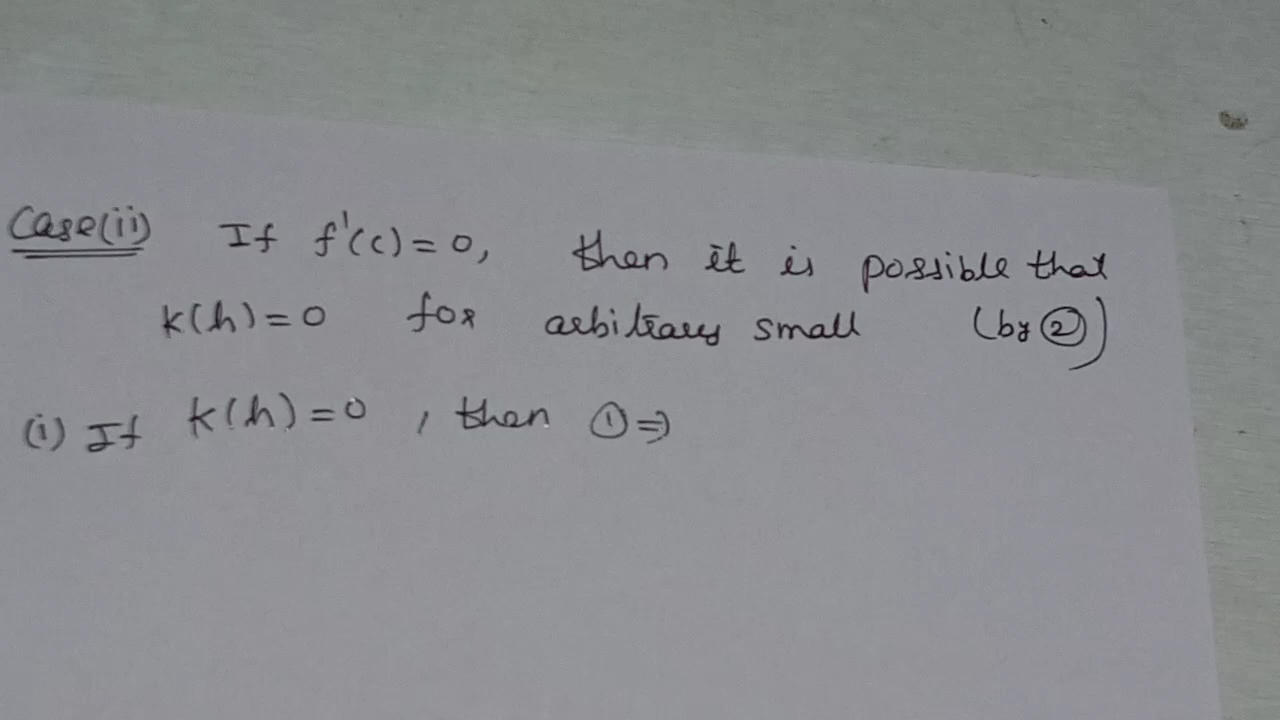 Case(ii) If f'(c)=0, then it is possible that
k(h)=0 for arbitrary small (by ②)
(i) If k(h)=0, then ①⇒